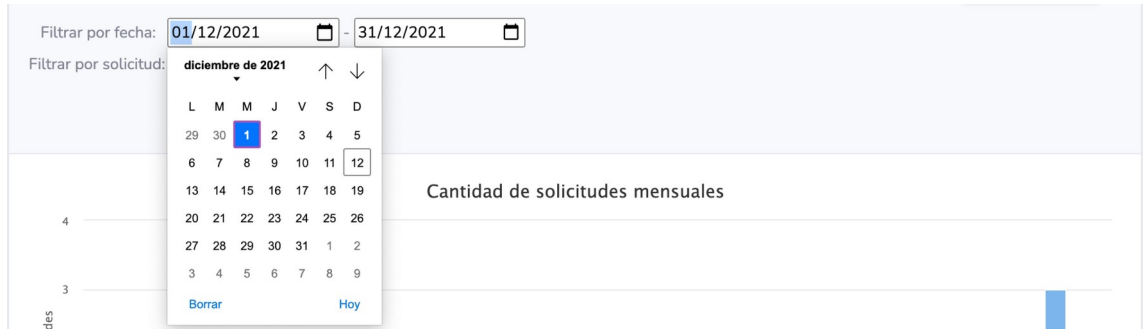 Filtrar por fecha: 01/12/2021 - 31/12/2021
Filtrar por solicitud:
diciembre de 2021
L M M J V S D
29 30 1 2 3 4 5
6 7 8 9 10 11 12
13 14 15 16 17 18 19
20 21 22 23 24 25 26
27 28 29 30 31 1 2
3 4 5 6 7 8 9
Borrar Hoy
Cantidad de solicitudes mensuales
4
3